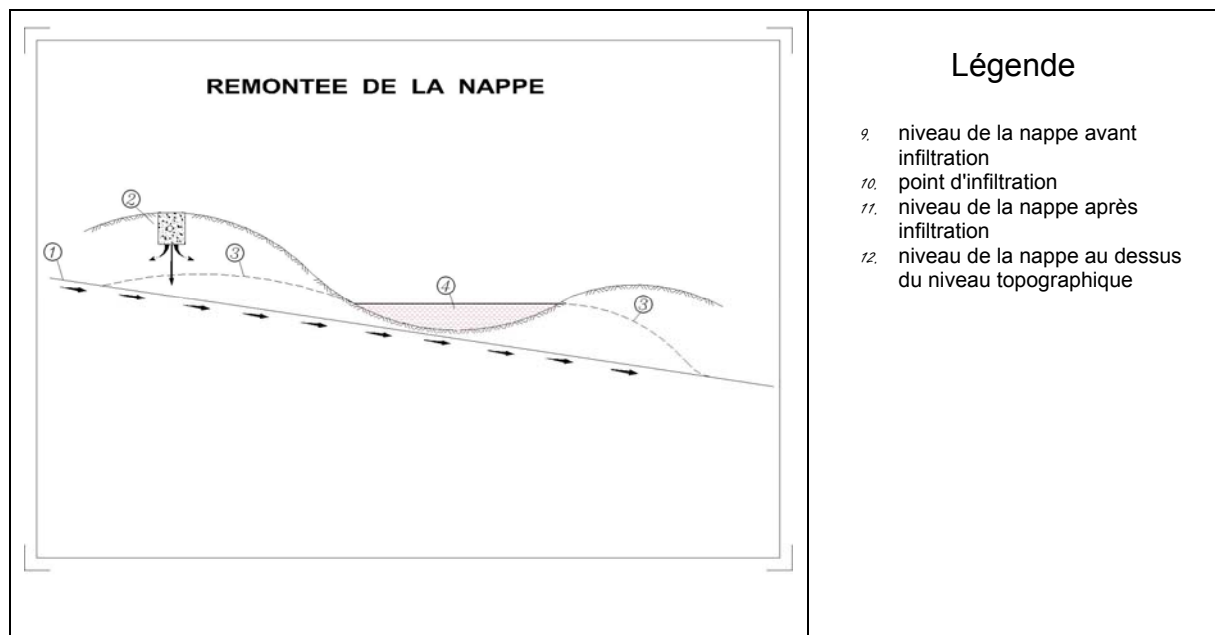 REMONTEE DE LA NAPPE
2
1
3
4
3
Légende
9. niveau de la nappe avant
infiltration
10. point d'infiltration
11. niveau de la nappe après
infiltration
12. niveau de la nappe au dessus
du niveau topographique